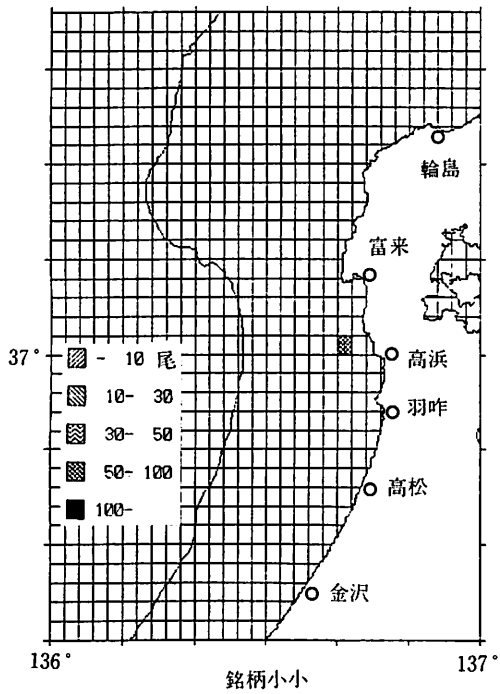 輪島
富来
37°
- 10 尾
高浜
10- 30
羽咋
30- 50
50- 100
高松
100-
金沢
136°
137°
銘柄小小